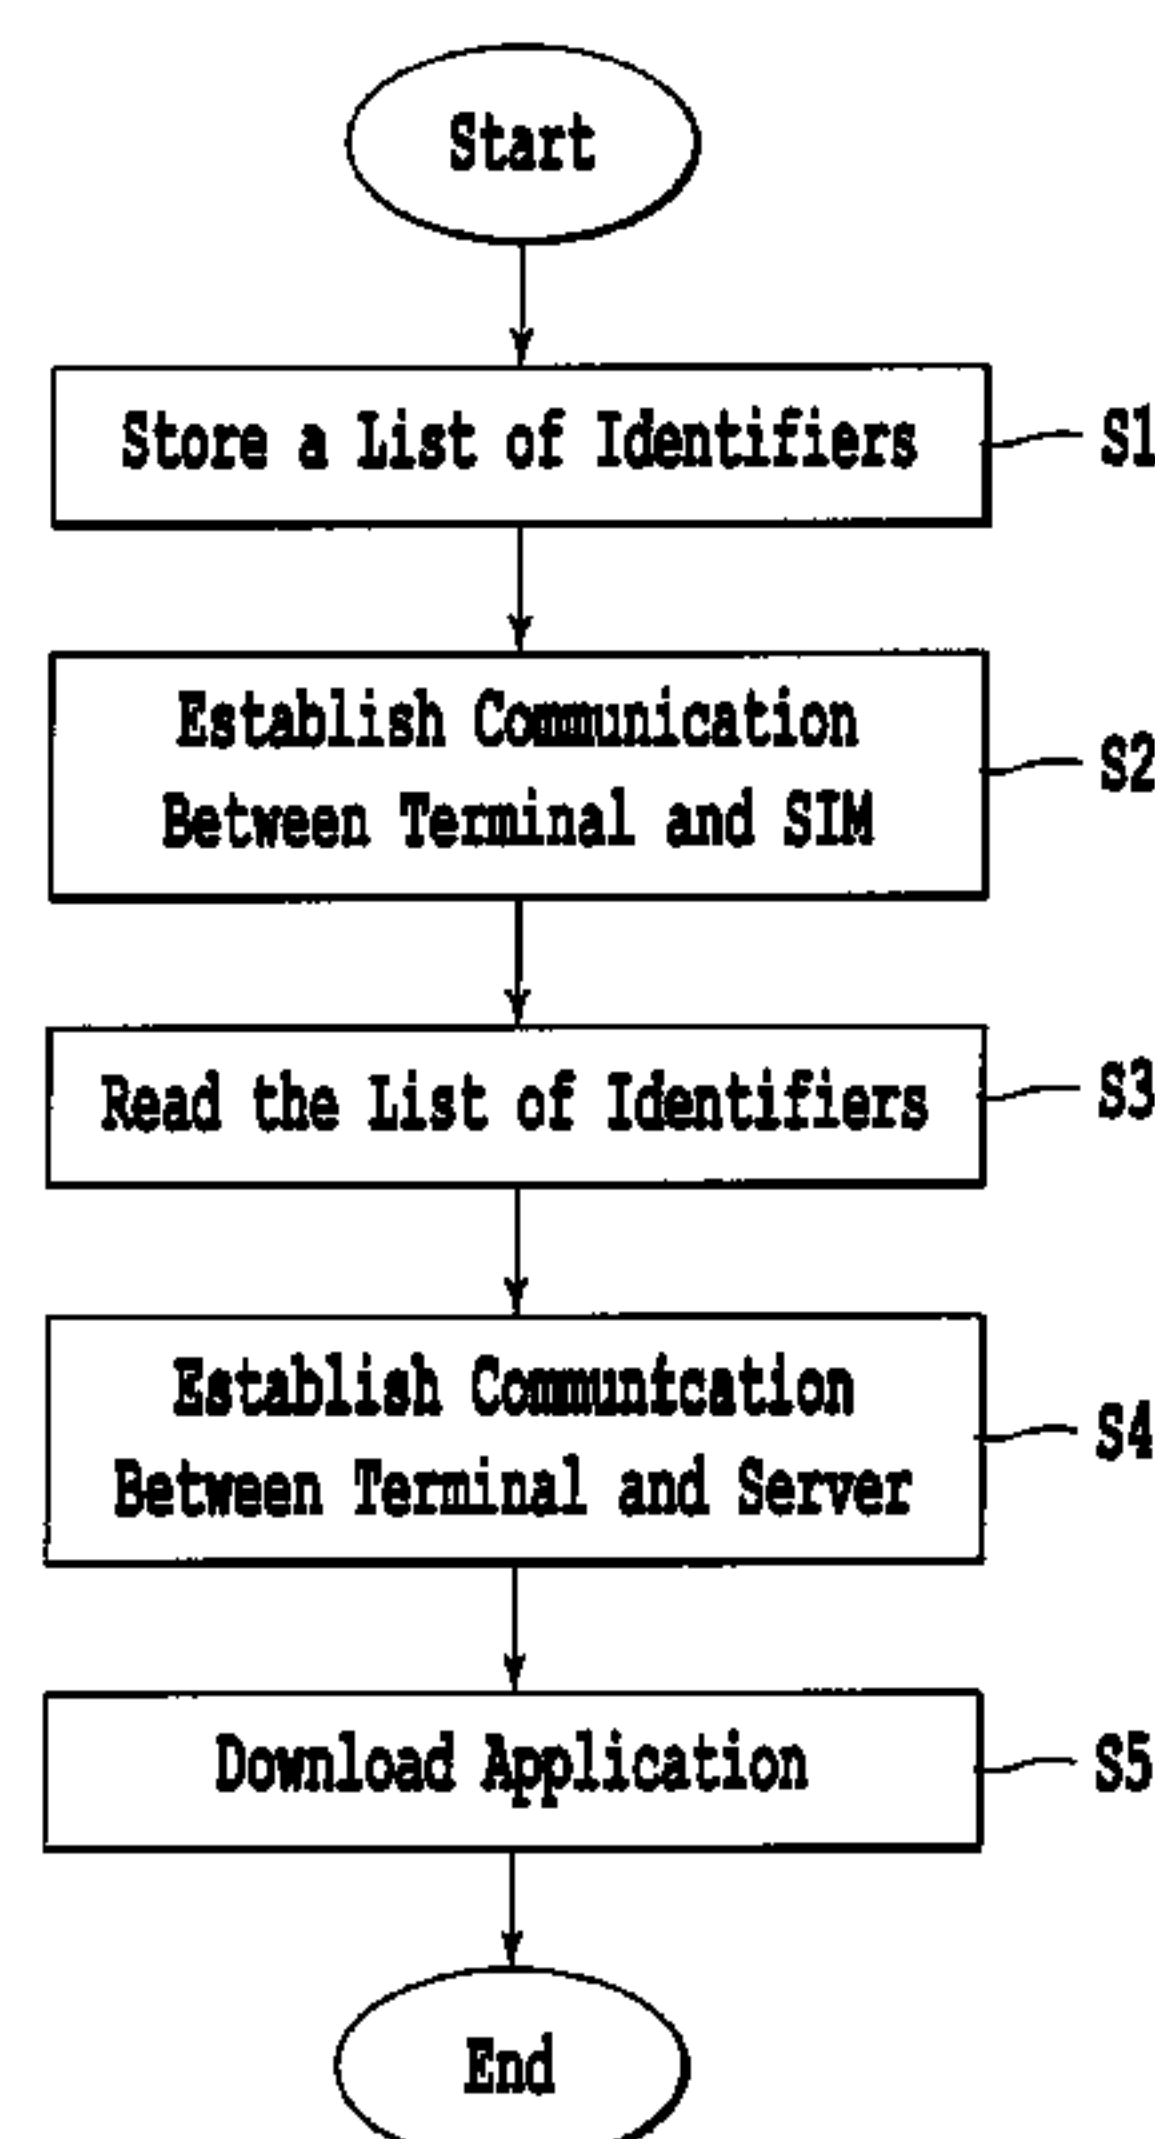 Start
Store a List of Identifiers
S1
Establish Communication
Between Terminal and SIM
S2
Read the List of Identifiers
S3
Establish Communication
Between Terminal and Server
S4
Download Application
S5
End